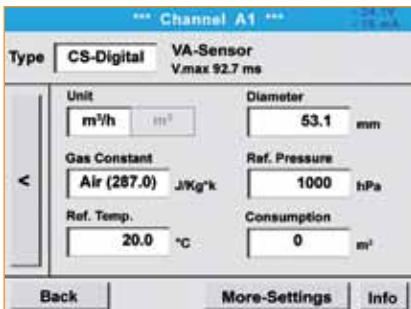 *** Channel A1 ***
Type CS-Digital VA-Sensor
V.max 92.7 ms
Unit Diameter
m³/h m³ 53.1 mm
Gas Constant Ref. Pressure
< Air (287.0) J/Kg*k 1000 hPa
Ref. Temp. Consumption
20.0 °C 0 m³
Back More-Settings Info